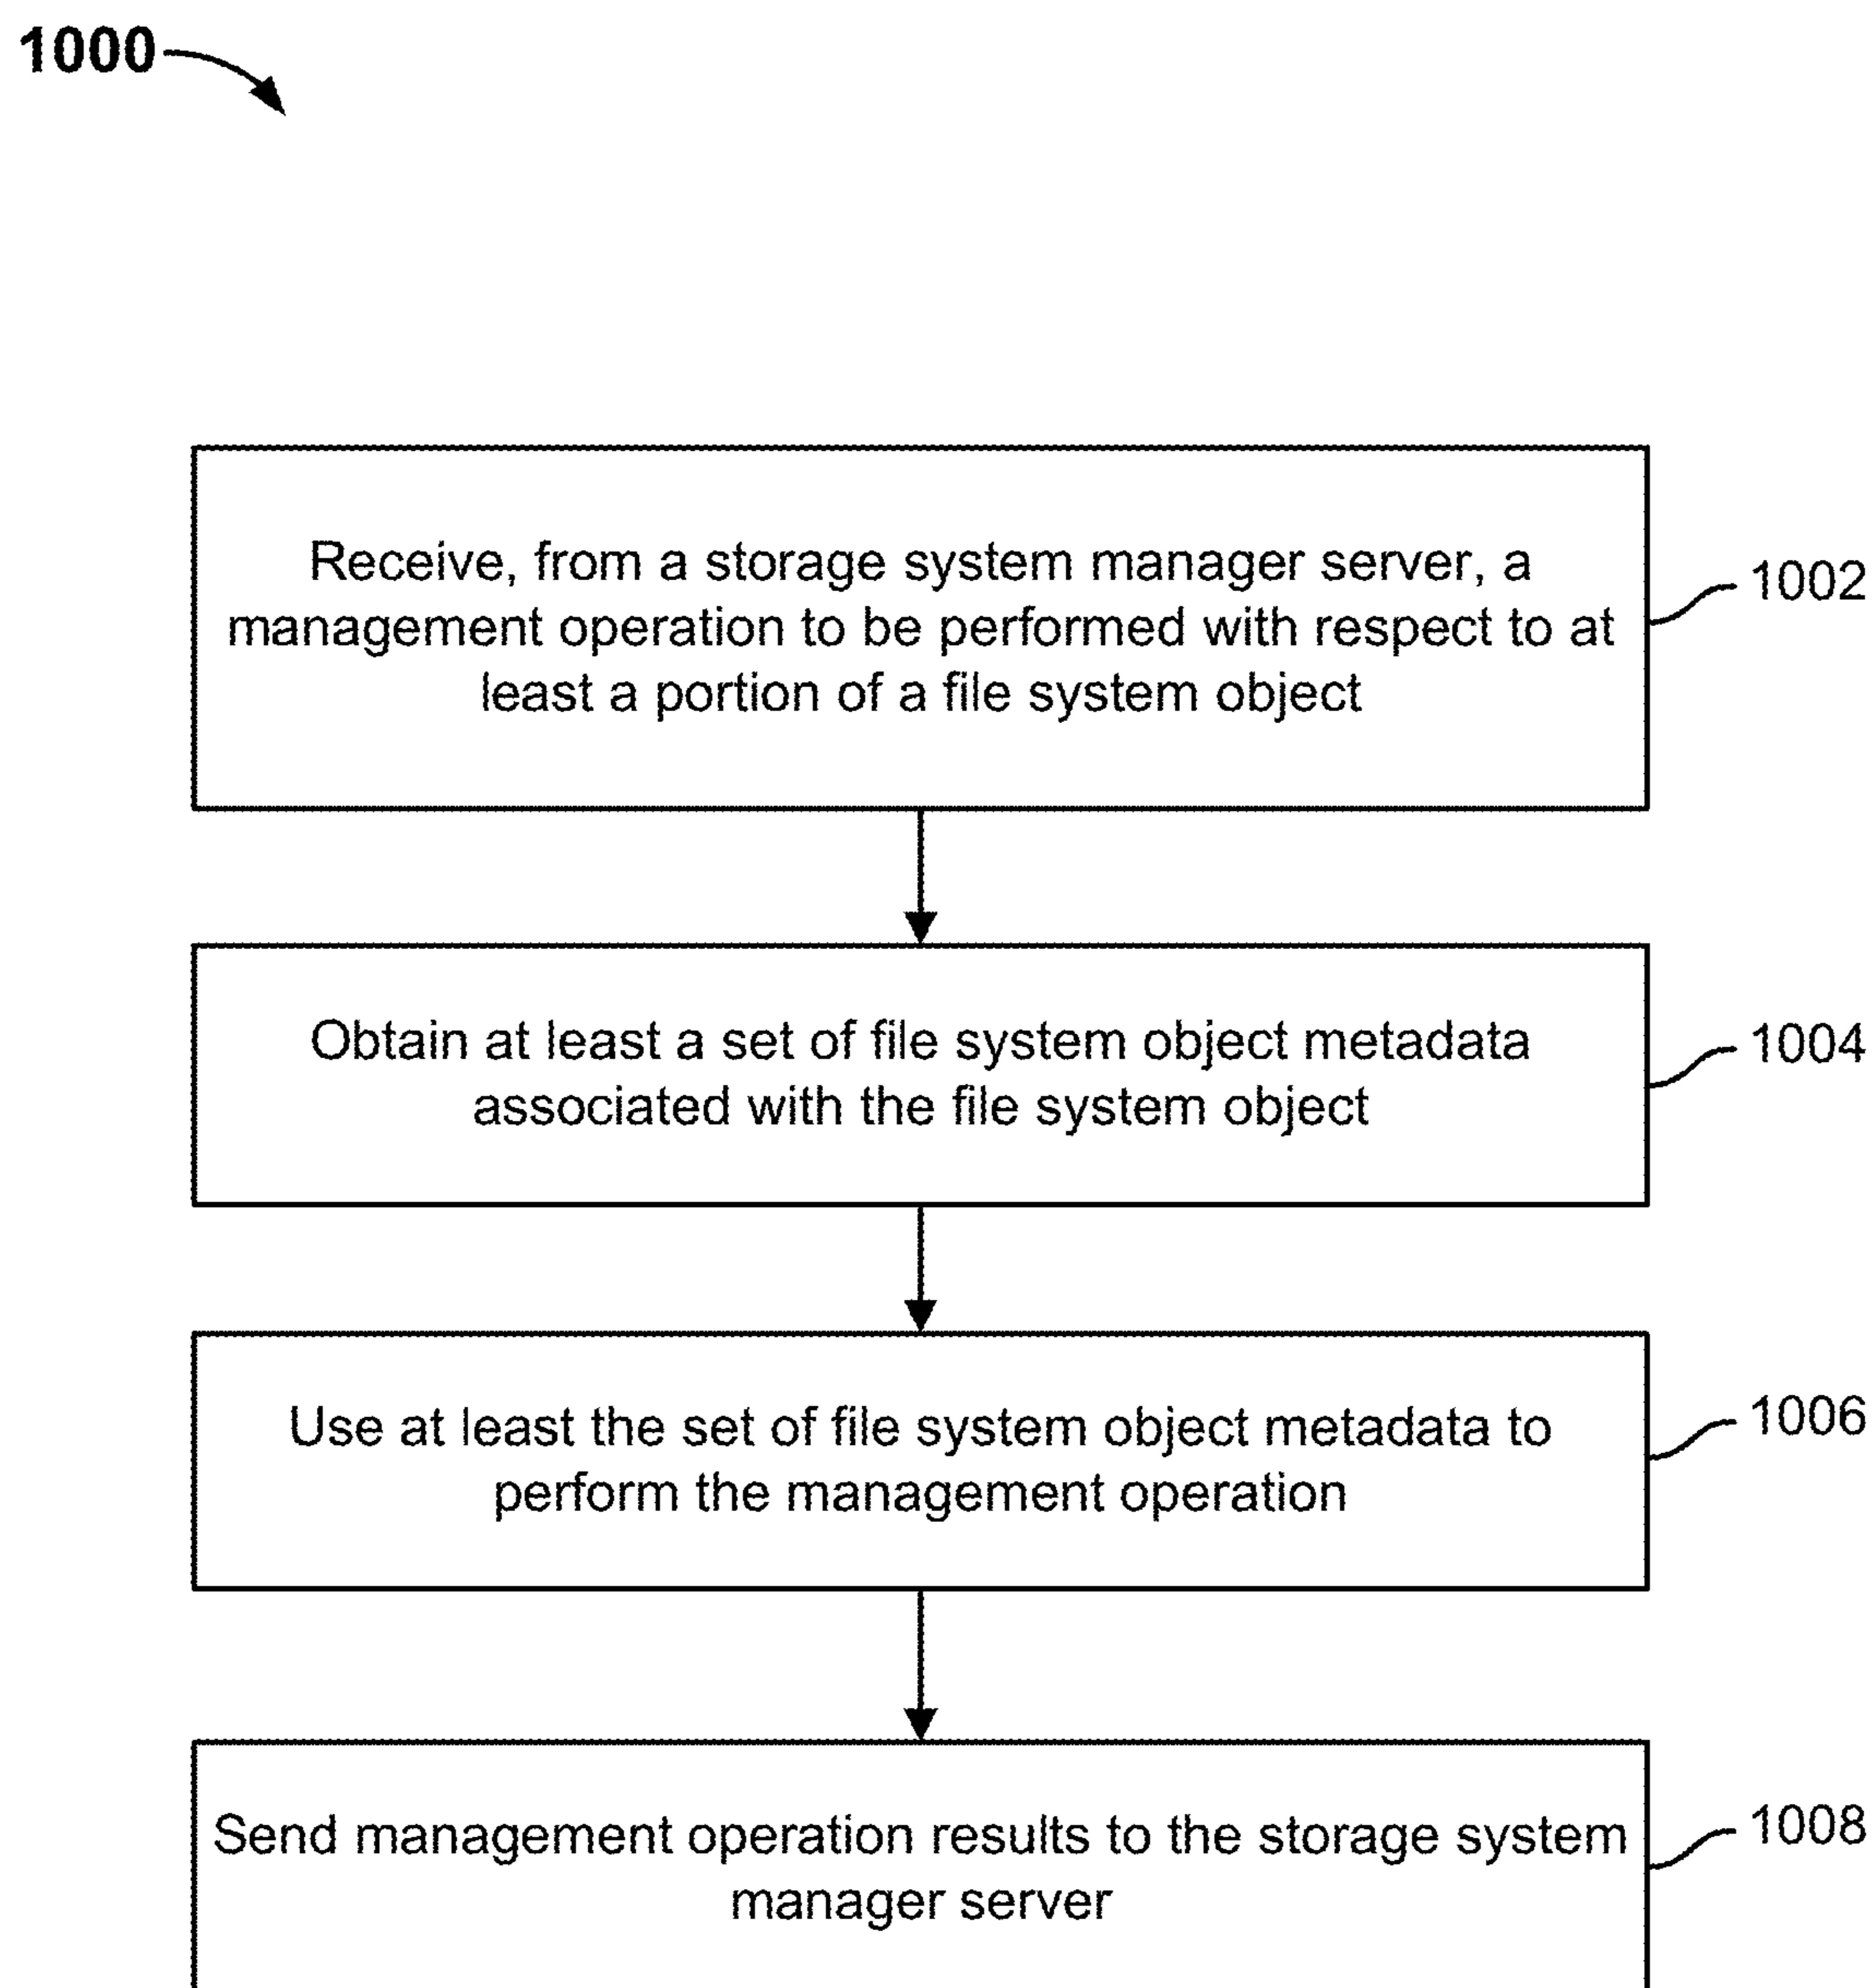 1000
Receive, from a storage system manager server, a
management operation to be performed with respect to at
least a portion of a file system object
1002
Obtain at least a set of file system object metadata
associated with the file system object
1004
Use at least the set of file system object metadata to
perform the management operation
1006
Send management operation results to the storage system
manager server
1008